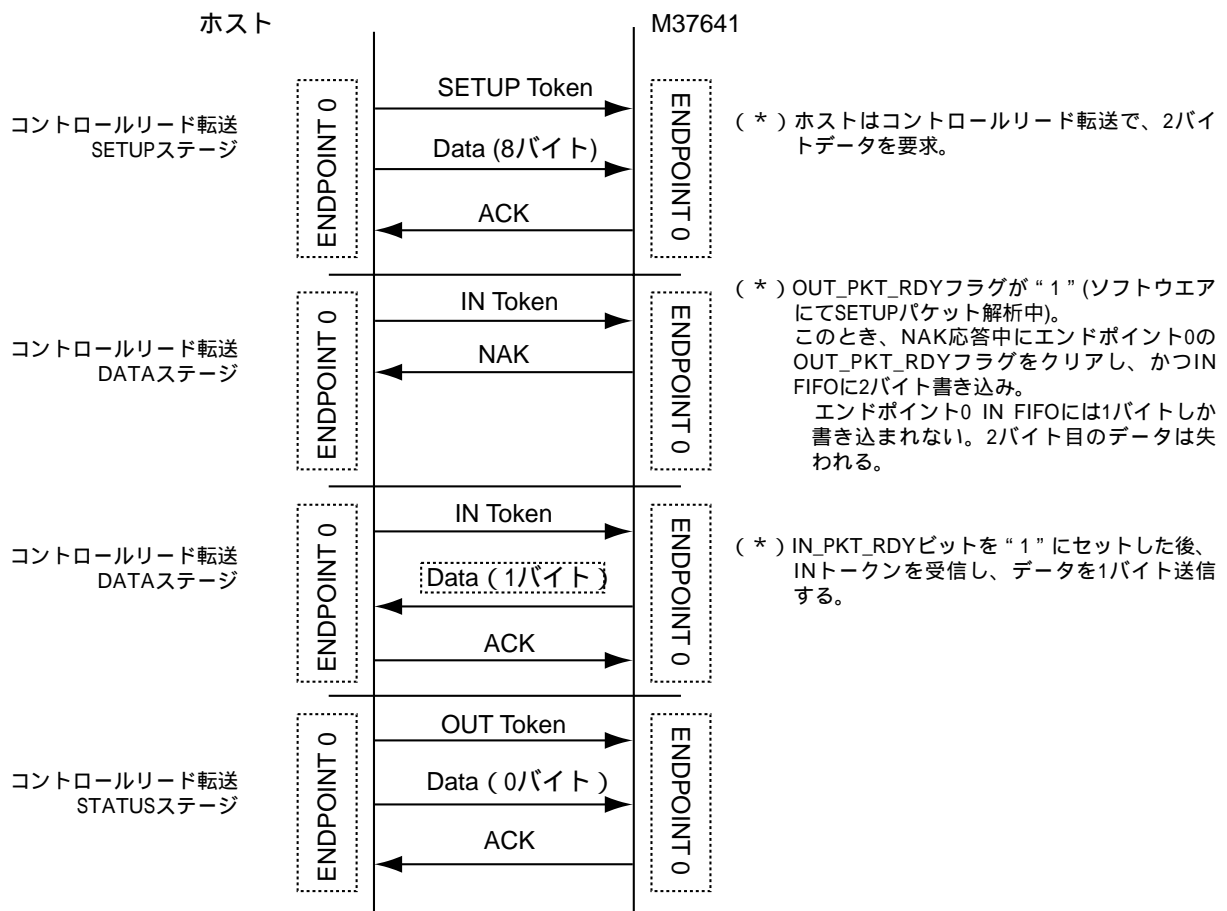 ホスト
M37641
コントロールリード転送
SETUPステージ
ENDPOINT 0
SETUP Token
Data (8バイト)
ACK
ENDPOINT 0
(*)ホストはコントロールリード転送で、2バイ
トデータを要求。
コントロールリード転送
DATAステージ
ENDPOINT 0
IN Token
NAK
ENDPOINT 0
(*)OUT_PKT_RDYフラグが“1”(ソフトウエア
にてSETUPパケット解析中)。
このとき、NAK応答中にエンドポイント0の
OUT_PKT_RDYフラグをクリアし、かつIN
FIFOに2バイト書き込み。
エンドポイント0 IN FIFOには1バイトしか
書き込まれない。2バイト目のデータは失
われる。
コントロールリード転送
DATAステージ
ENDPOINT 0
IN Token
Data(1バイト)
ACK
ENDPOINT 0
(*)IN_PKT_RDYビットを“1”にセットした後、
INトークンを受信し、データを1バイト送信
する。
コントロールリード転送
STATUSステージ
ENDPOINT 0
OUT Token
Data(0バイト)
ACK
ENDPOINT 0